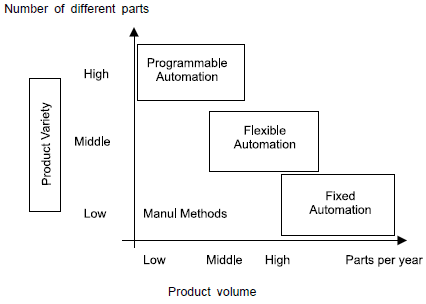 Number of different parts
High
Programmable
Automation
Product Variety
Middle
Flexible
Automation
Low
Manul Methods
Fixed
Automation
Low
Middle
High
Parts per year
Product volume